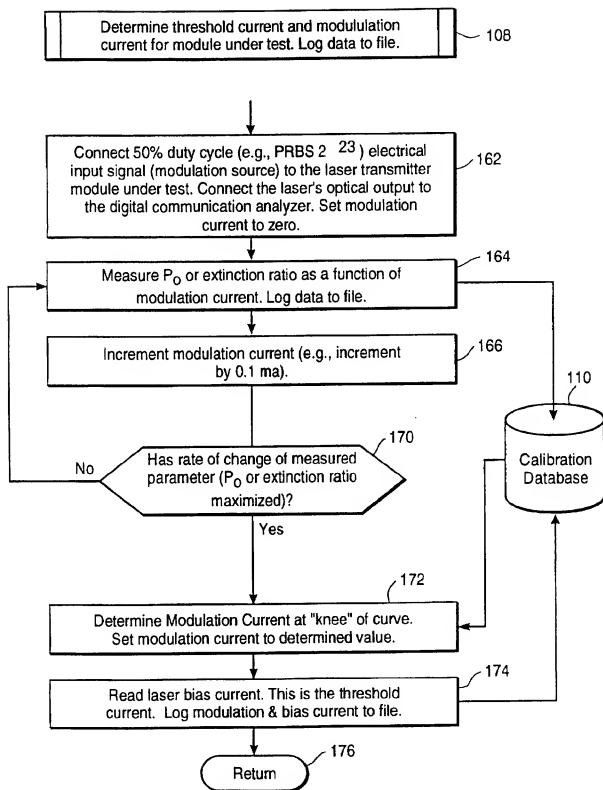 Determine threshold current and modululation
current for module under test. Log data to file.
108
Connect 50% duty cycle (e.g., PRBS 2 23) electrical
input signal (modulation source) to the laser transmitter
module under test. Connect the laser's optical output to
the digital communication analyzer. Set modulation
current to zero.
162
Measure Po or extinction ratio as a function of
modulation current. Log data to file.
164
Increment modulation current (e.g., increment
by 0.1 ma).
166
110
Calibration
Database
170
No
Has rate of change of measured
parameter (Po or extinction ratio
maximized)?
Yes
172
Determine Modulation Current at "knee" of curve.
Set modulation current to determined value.
174
Read laser bias current. This is the threshold
current. Log modulation & bias current to file.
Return
176